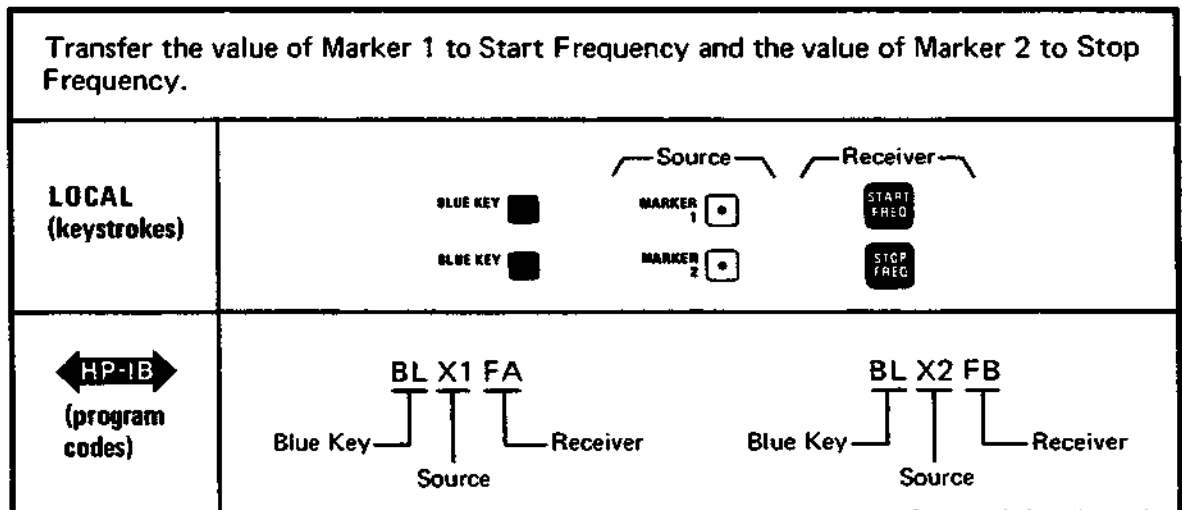 Transfer the value of Marker 1 to Start Frequency and the value of Marker 2 to Stop
Frequency.
Source Receiver
LOCAL
(keystrokes)
BLUE KEY MARKER 1 START FREQ
BLUE KEY MARKER 2 STOP FREQ
HP-IB
(program
codes)
BL X1 FA BL X2 FB
Blue Key Receiver Blue Key Receiver
Source Source